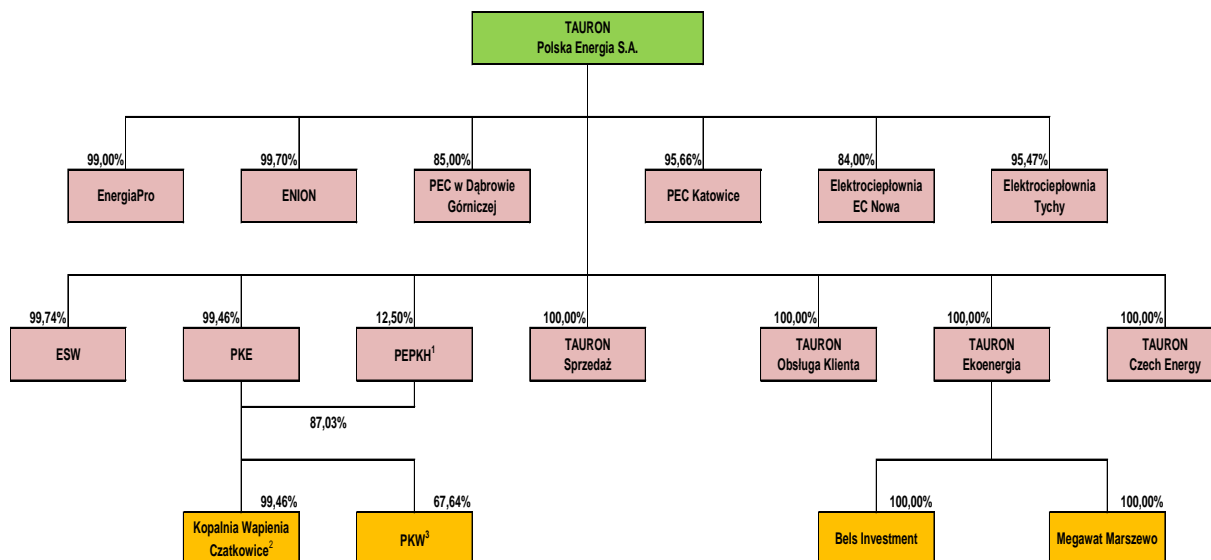 TAURON
Polska Energia S.A.
99,00%
99,70%
85,00%
95,66%
84,00%
95,47%
EnergiaPro
ENION
PEC w Dąbrowie
Górniczej
PEC Katowice
Elektrociepłownia
EC Nowa
Elektrociepłownia
Tychy
99,74%
99,46%
12,50%
100,00%
100,00%
100,00%
100,00%
ESW
PKE
PEPKH¹
TAURON
Sprzedaż
TAURON
Obsługa Klienta
TAURON
Ekoenergia
TAURON
Czech Energy
87,03%
99,46%
67,64%
100,00%
100,00%
Kopalnia Wapienia
Czatkowice²
PKW³
Bels Investment
Megawat Marszewo